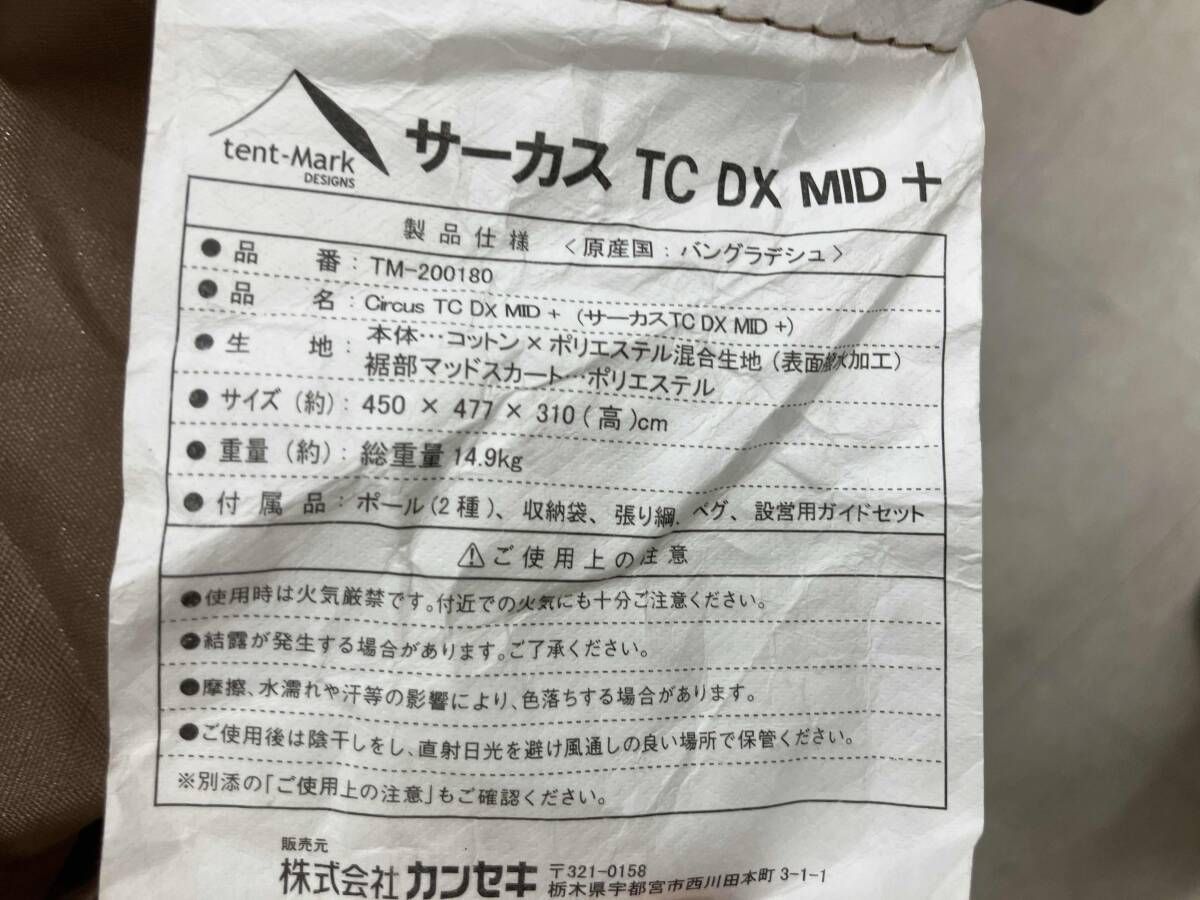 tent-Mark
DESIGNS
サーカス TC DX MID +
製品仕様 〈原産国：バングラデシュ〉
●品番：TM-200180
●品名：Circus TC DX MID +（サーカスTC DX MID +）
●生地：本体…コットン×ポリエステル混合生地（表面撥水加工）
裾部マッドスカート…ポリエステル
●サイズ（約）：450 × 477 × 310（高）cm
●重量（約）：総重量 14.9kg
●付属品：ポール（2種）、収納袋、張り綱、ペグ、設営用ガイドセット
⚠ご使用上の注意
●使用時は火気厳禁です。付近での火気にも十分ご注意ください。
●結露が発生する場合があります。ご了承ください。
●摩擦、水濡れや汗等の影響により、色落ちする場合があります。
●ご使用後は陰干しをし、直射日光を避け風通しの良い場所で保管ください。
※別添の「ご使用上の注意」もご確認ください。
販売元
株式会社 カンセキ
〒321-0158
栃木県宇都宮市西川田本町 3-1-1